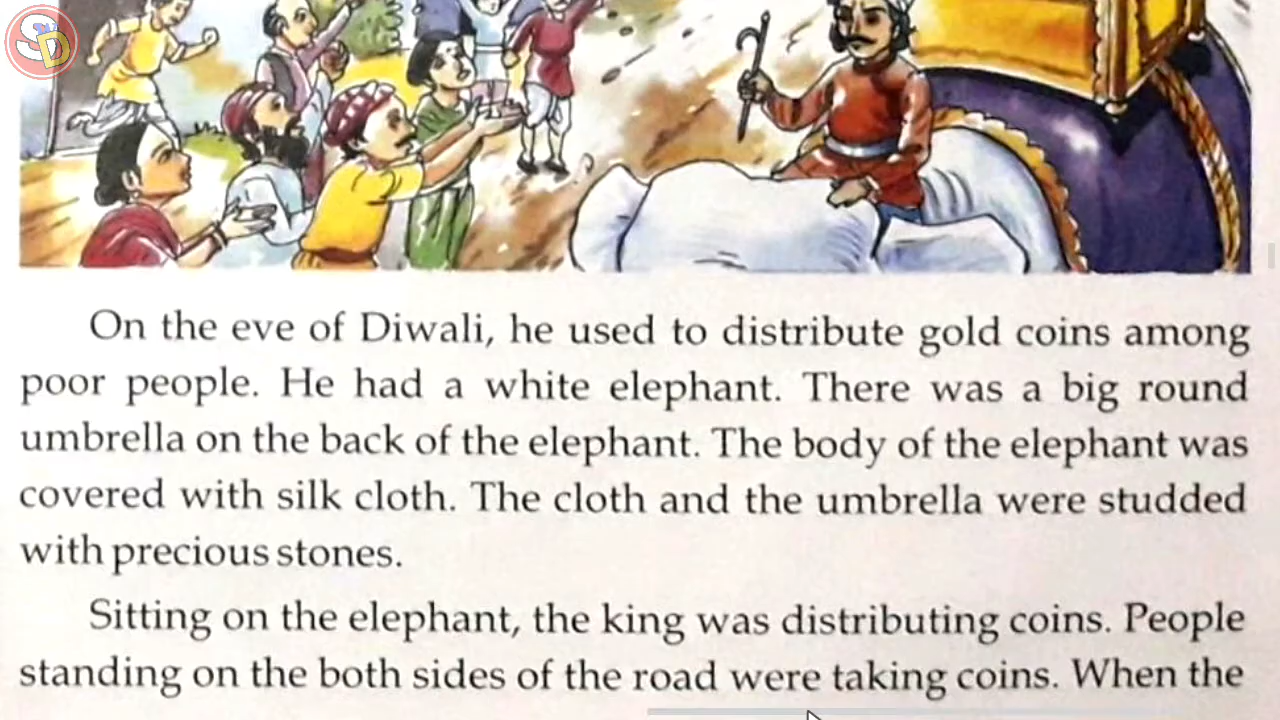 SD
On the eve of Diwali, he used to distribute gold coins among
poor people. He had a white elephant. There was a big round
umbrella on the back of the elephant. The body of the elephant was
covered with silk cloth. The cloth and the umbrella were studded
with precious stones.
Sitting on the elephant, the king was distributing coins. People
standing on the both sides of the road were taking coins. When the